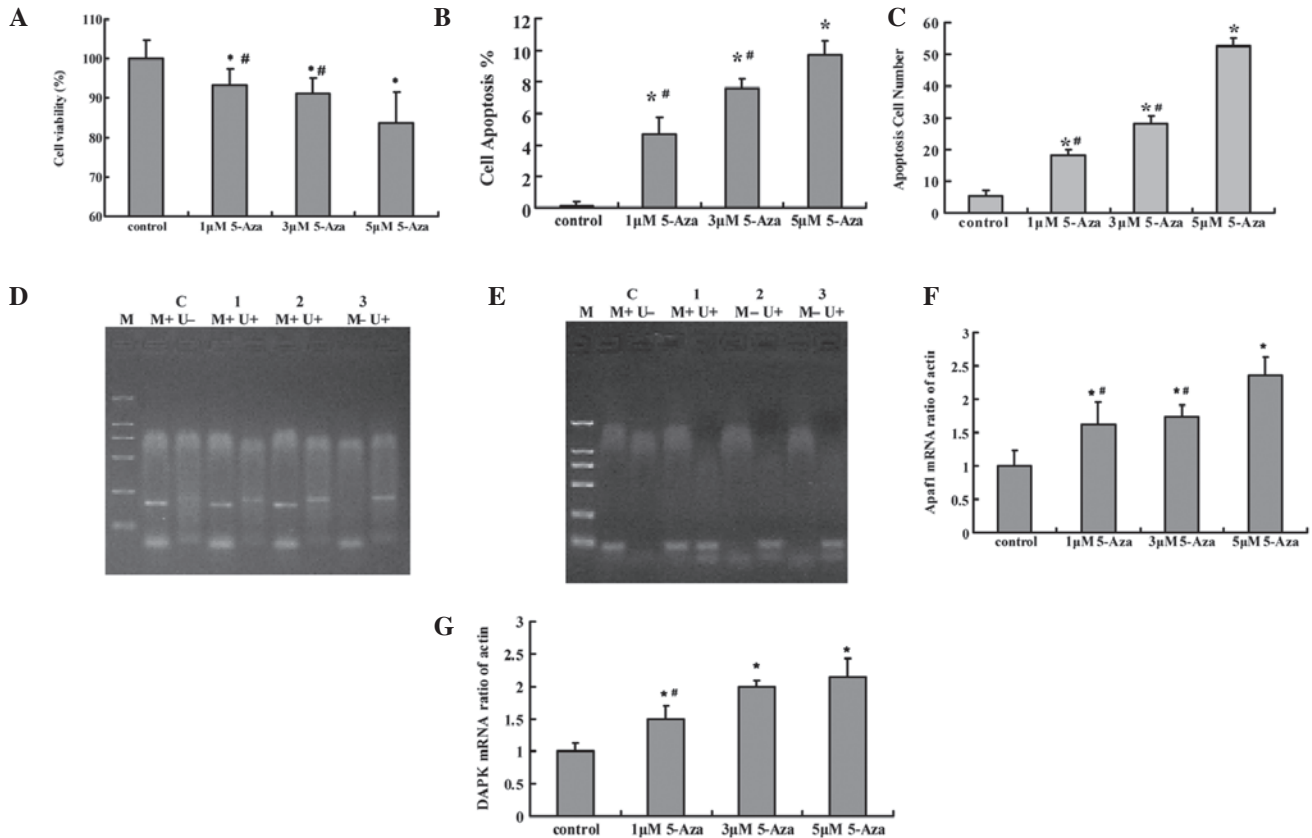 A
110
100
90
80
70
60
Cell viability (%)
* #
*#
*
control
1μM 5-Aza
3μM 5-Aza
5μM 5-Aza
B
12
10
8
6
4
2
0
Cell Apoptosis %
* #
* #
*
control
1μM 5-Aza
3μM 5-Aza
5μM 5-Aza
C
60
50
40
30
20
10
0
Apoptosis Cell Number
*#
*#
*
control
1μM 5-Aza
3μM 5-Aza
5μM 5-Aza
D
C 1 2 3
M M+ U– M+ U+ M+ U+ M– U+
E
C 1 2 3
M M+ U– M+ U+ M– U+ M– U+
F
3
2.5
2
1.5
1
0.5
0
Apaf1 mRNA ratio of actin
* #
* #
*
control
1μM 5-Aza
3μM 5-Aza
5μM 5-Aza
G
3
2.5
2
1.5
1
0.5
0
DAPK mRNA ratio of actin
* #
*
*
control
1μM 5-Aza
3μM 5-Aza
5μM 5-Aza